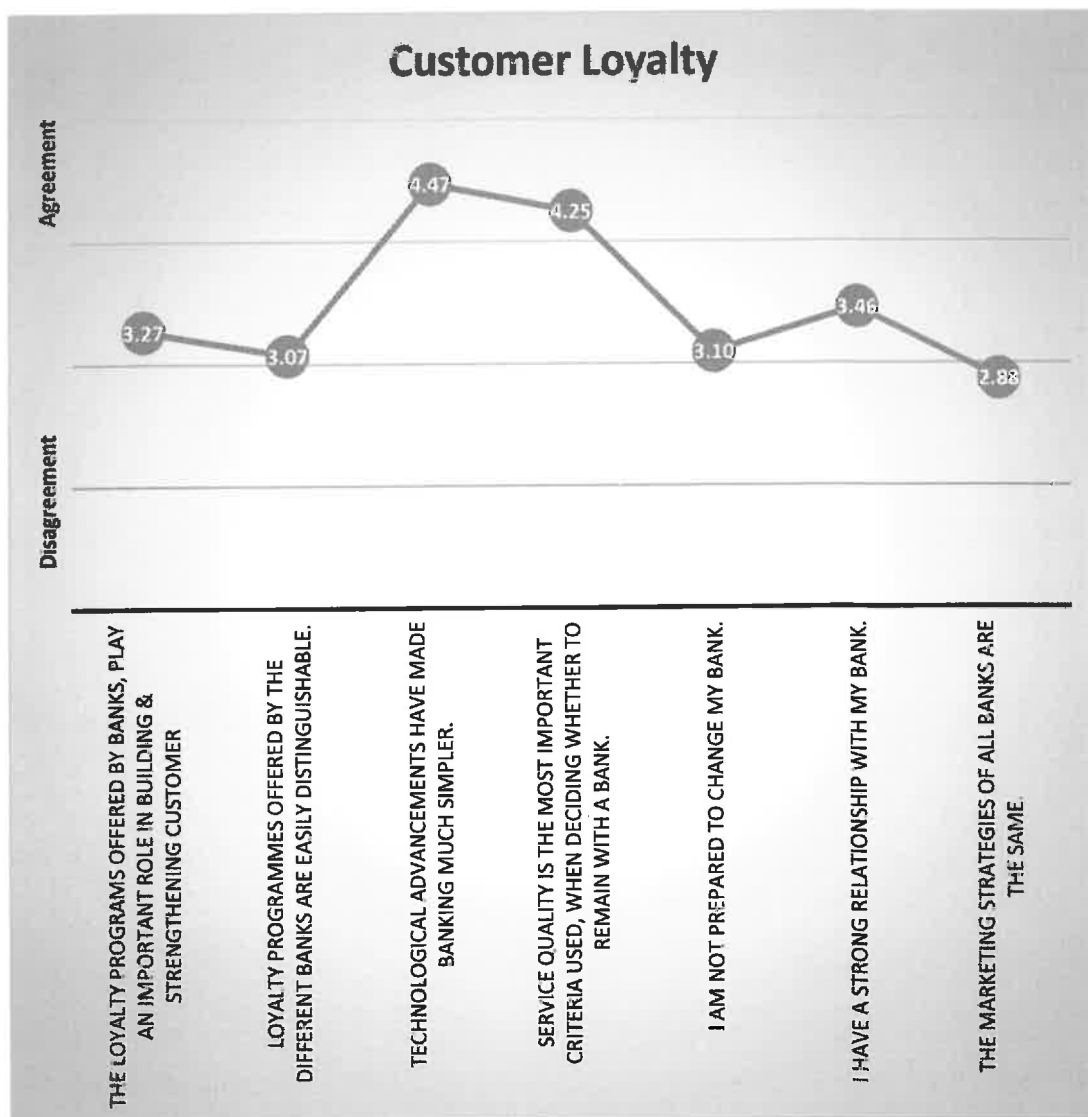 Customer Loyalty
Agreement
Disagreement
3.27
3.07
4.47
4.25
3.10
3.46
2.88
THE LOYALTY PROGRAMS OFFERED BY BANKS, PLAY
AN IMPORTANT ROLE IN BUILDING &
STRENGTHENING CUSTOMER
LOYALTY PROGRAMMES OFFERED BY THE
DIFFERENT BANKS ARE EASILY DISTINGUISHABLE.
TECHNOLOGICAL ADVANCEMENTS HAVE MADE
BANKING MUCH SIMPLER.
SERVICE QUALITY IS THE MOST IMPORTANT
CRITERIA USED, WHEN DECIDING WHETHER TO
REMAIN WITH A BANK.
I AM NOT PREPARED TO CHANGE MY BANK.
I HAVE A STRONG RELATIONSHIP WITH MY BANK.
THE MARKETING STRATEGIES OF ALL BANKS ARE
THE SAME.